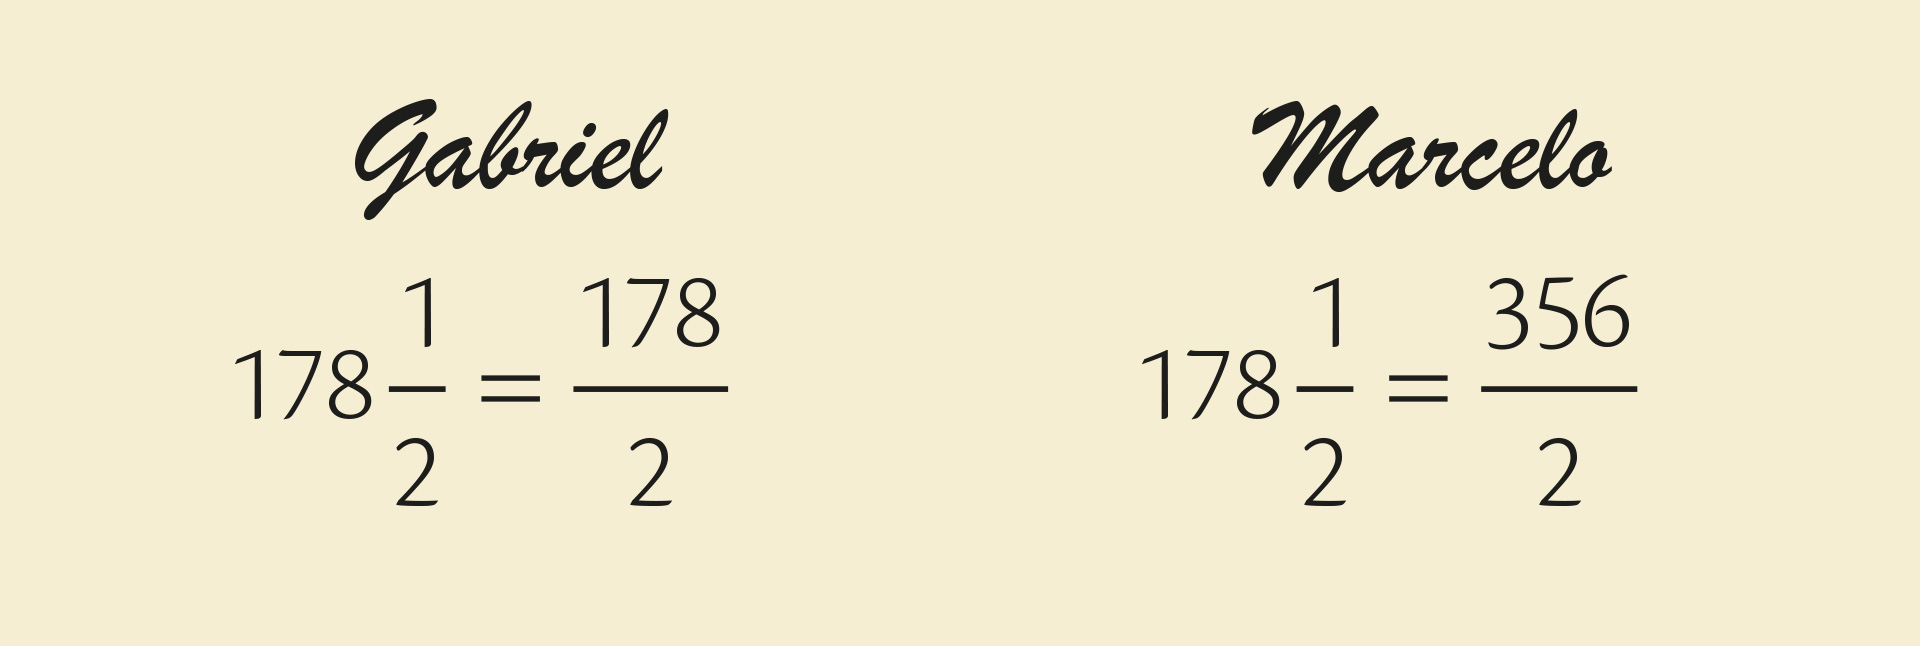 Gabriel
178 1/2 = 178/2
Marcelo
178 1/2 = 356/2